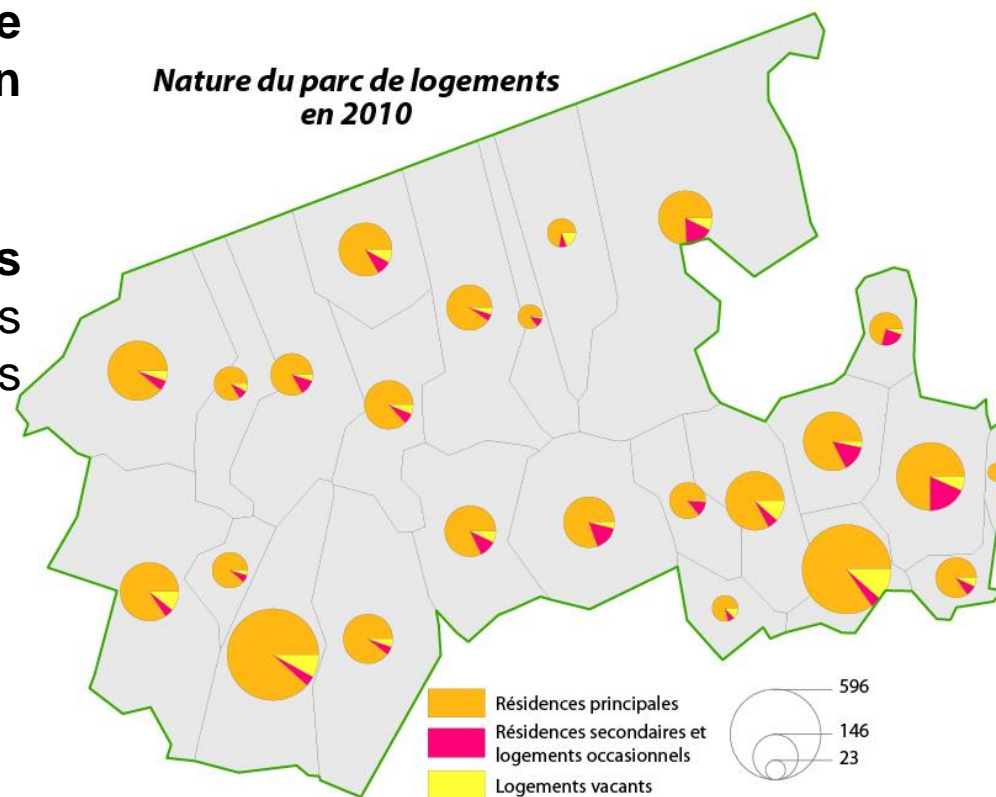 e
n
Nature du parc de logements
en 2010
s
s
s
Résidences principales
Résidences secondaires et
logements occasionnels
Logements vacants
596
146
23